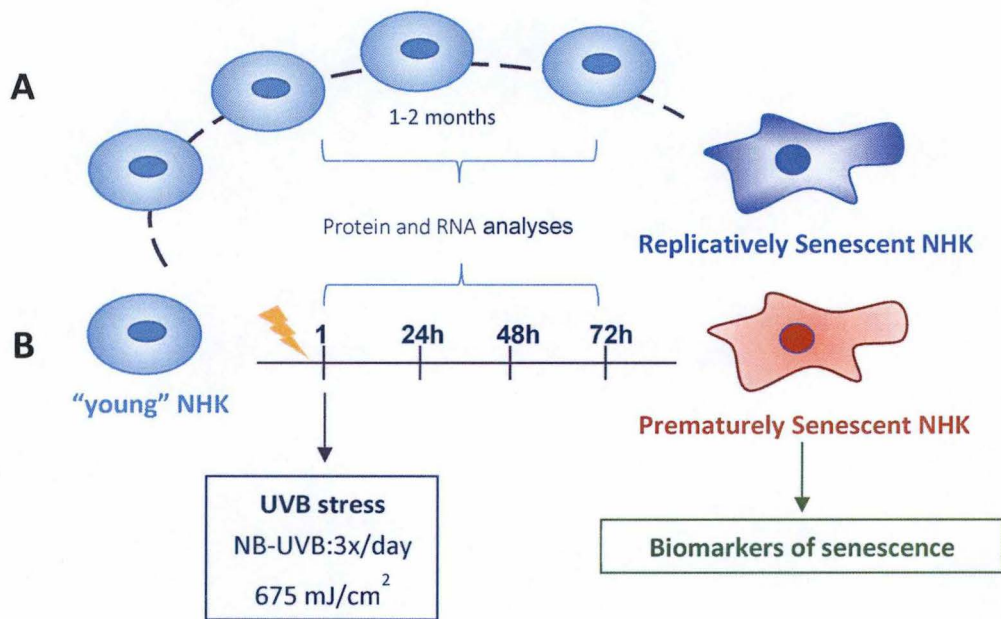 A
1-2 months
Protein and RNA analyses
Replicatively Senescent NHK
B
1 24h 48h 72h
"young" NHK
Prematurely Senescent NHK
UVB stress
NB-UVB:3x/day
675 mJ/cm²
Biomarkers of senescence